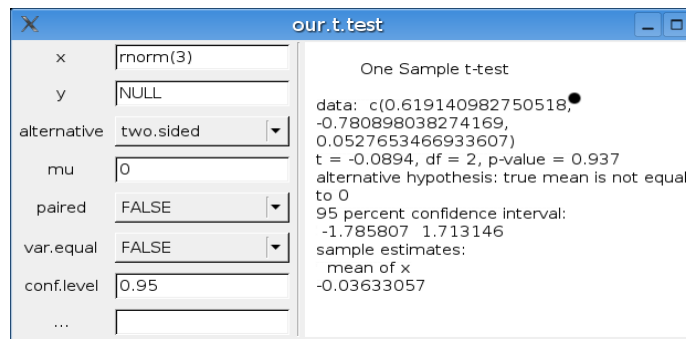 our.t.test
x rnorm(3)
y NULL
alternative two.sided
mu 0
paired FALSE
var.equal FALSE
conf.level 0.95
...
One Sample t-test
data: c(0.619140982750518,
-0.780898038274169,
0.0527653466933607)
t = -0.0894, df = 2, p-value = 0.937
alternative hypothesis: true mean is not equal
to 0
95 percent confidence interval:
-1.785807 1.713146
sample estimates:
mean of x
-0.03633057